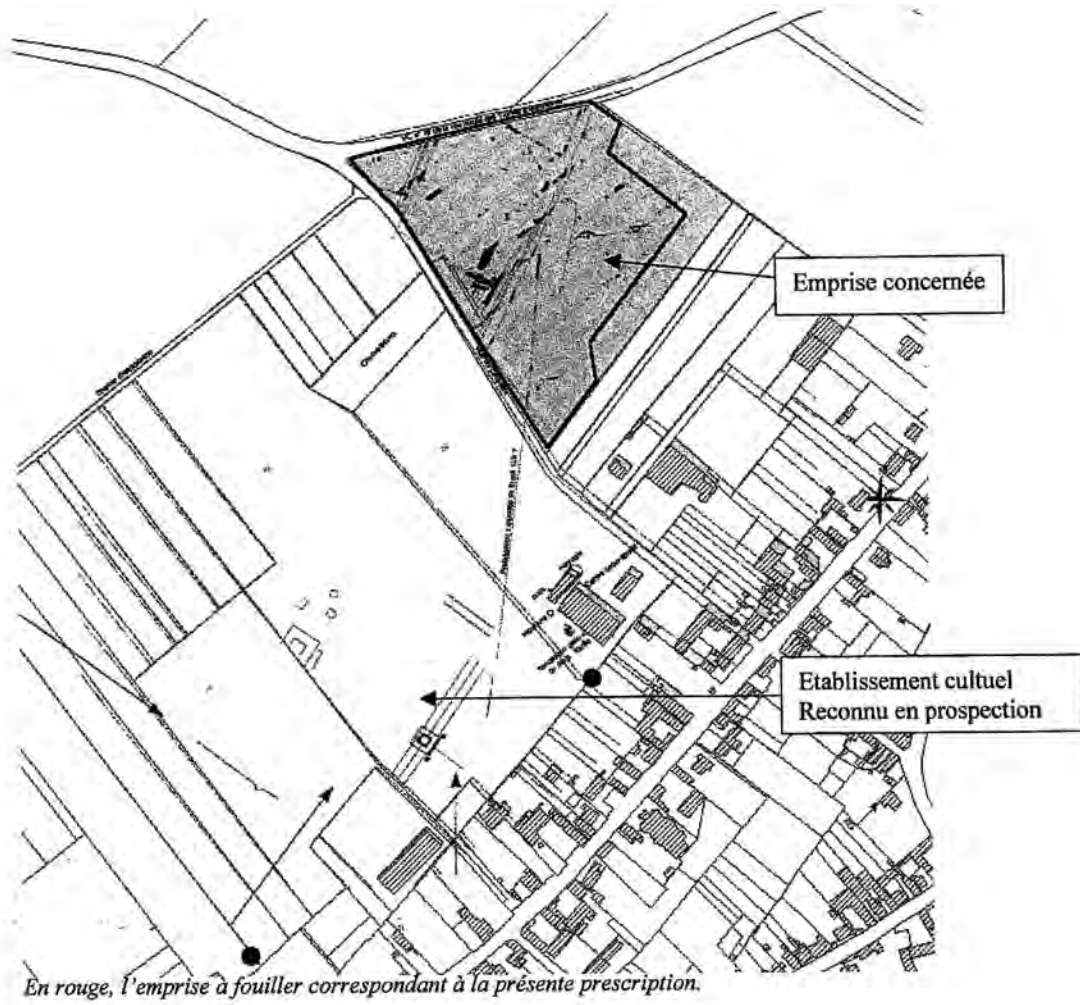 Emprise concernée
Etablissement cultuel
Reconnu en prospection
En rouge, l'emprise à fouiller correspondant à la présente prescription.